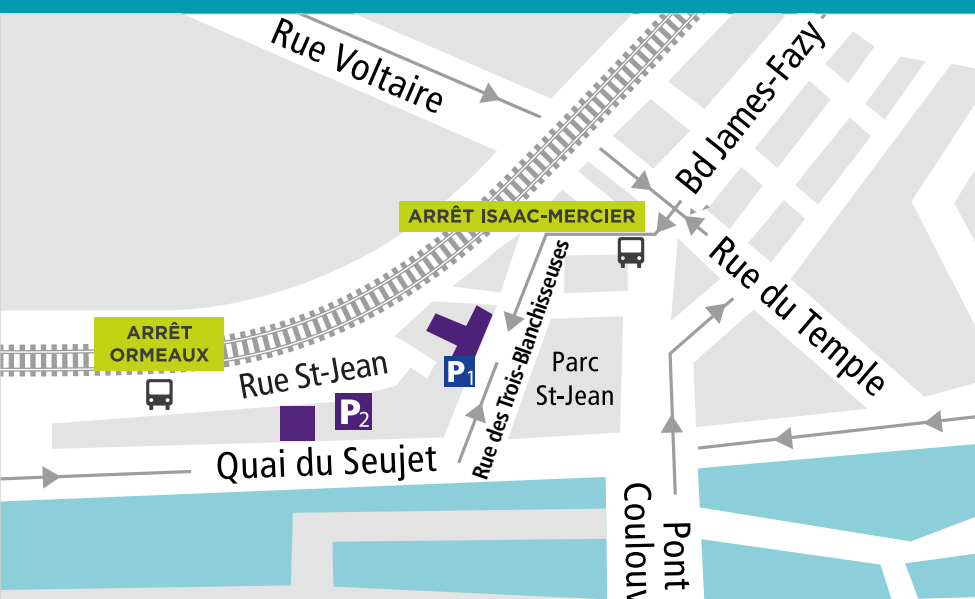 Rue Voltaire
Bd James-Fazy
ARRÊT ISAAC-MERCIER
Rue du Temple
Rue des Trois-Blanchisseuses
ARRÊT
ORMEAUX
Rue St-Jean
P1
Parc
St-Jean
P2
Quai du Seujet
Pont